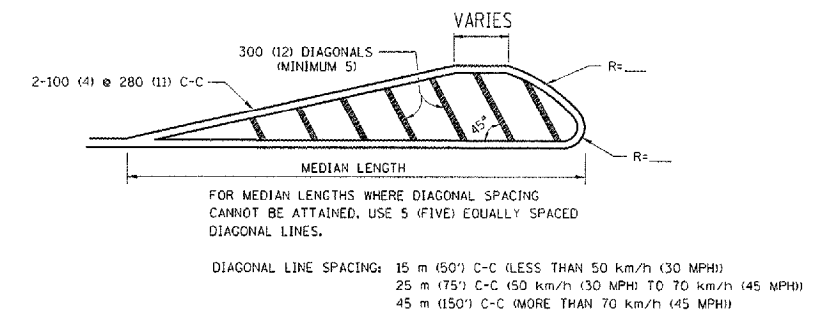 VARIES
300 (12) DIAGONALS
(MINIMUM 5)
R=___
2-100 (4) @ 280 (11) C-C
45°
R=___
MEDIAN LENGTH
FOR MEDIAN LENGTHS WHERE DIAGONAL SPACING
CANNOT BE ATTAINED, USE 5 (FIVE) EQUALLY SPACED
DIAGONAL LINES.
DIAGONAL LINE SPACING: 15 m (50') C-C (LESS THAN 50 km/h (30 MPH))
25 m (75') C-C (50 km/h (30 MPH) TO 70 km/h (45 MPH))
45 m (150') C-C (MORE THAN 70 km/h (45 MPH))